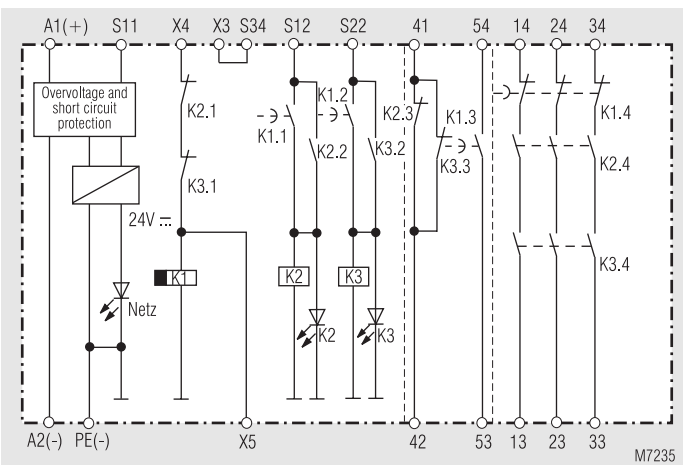 A1(+) S11 X4 X3 S34 S12 S22 41 54 14 24 34
Overvoltage and
short circuit
protection
K2.1
K1.2
K2.3
K1.3
K1.4
K1.1
K2.2
K3.2
K3.3
K2.4
K3.1
24V
K3.4
K1
K2
K3
Netz
K2
K3
A2(-) PE(-) X5 42 53 13 23 33
M7235